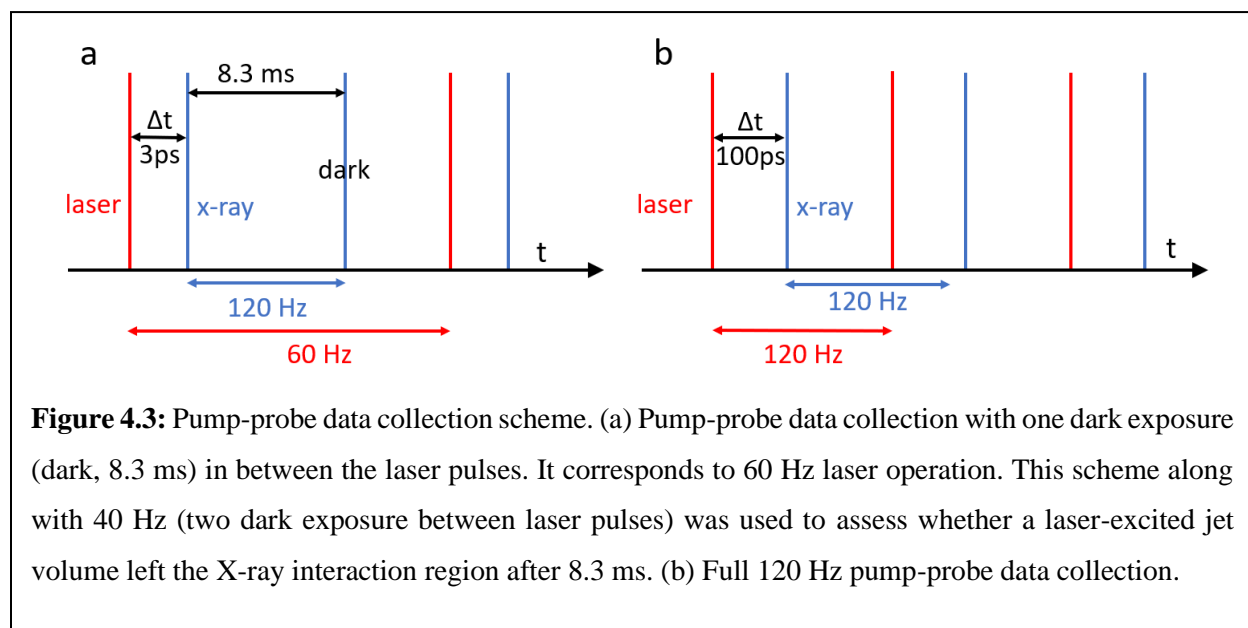 a
8.3 ms
Δt
3ps
dark
laser
x-ray
t
120 Hz
60 Hz
b
Δt
100ps
laser
x-ray
t
120 Hz
120 Hz
Figure 4.3: Pump-probe data collection scheme. (a) Pump-probe data collection with one dark exposure
(dark, 8.3 ms) in between the laser pulses. It corresponds to 60 Hz laser operation. This scheme along
with 40 Hz (two dark exposure between laser pulses) was used to assess whether a laser-excited jet
volume left the X-ray interaction region after 8.3 ms. (b) Full 120 Hz pump-probe data collection.